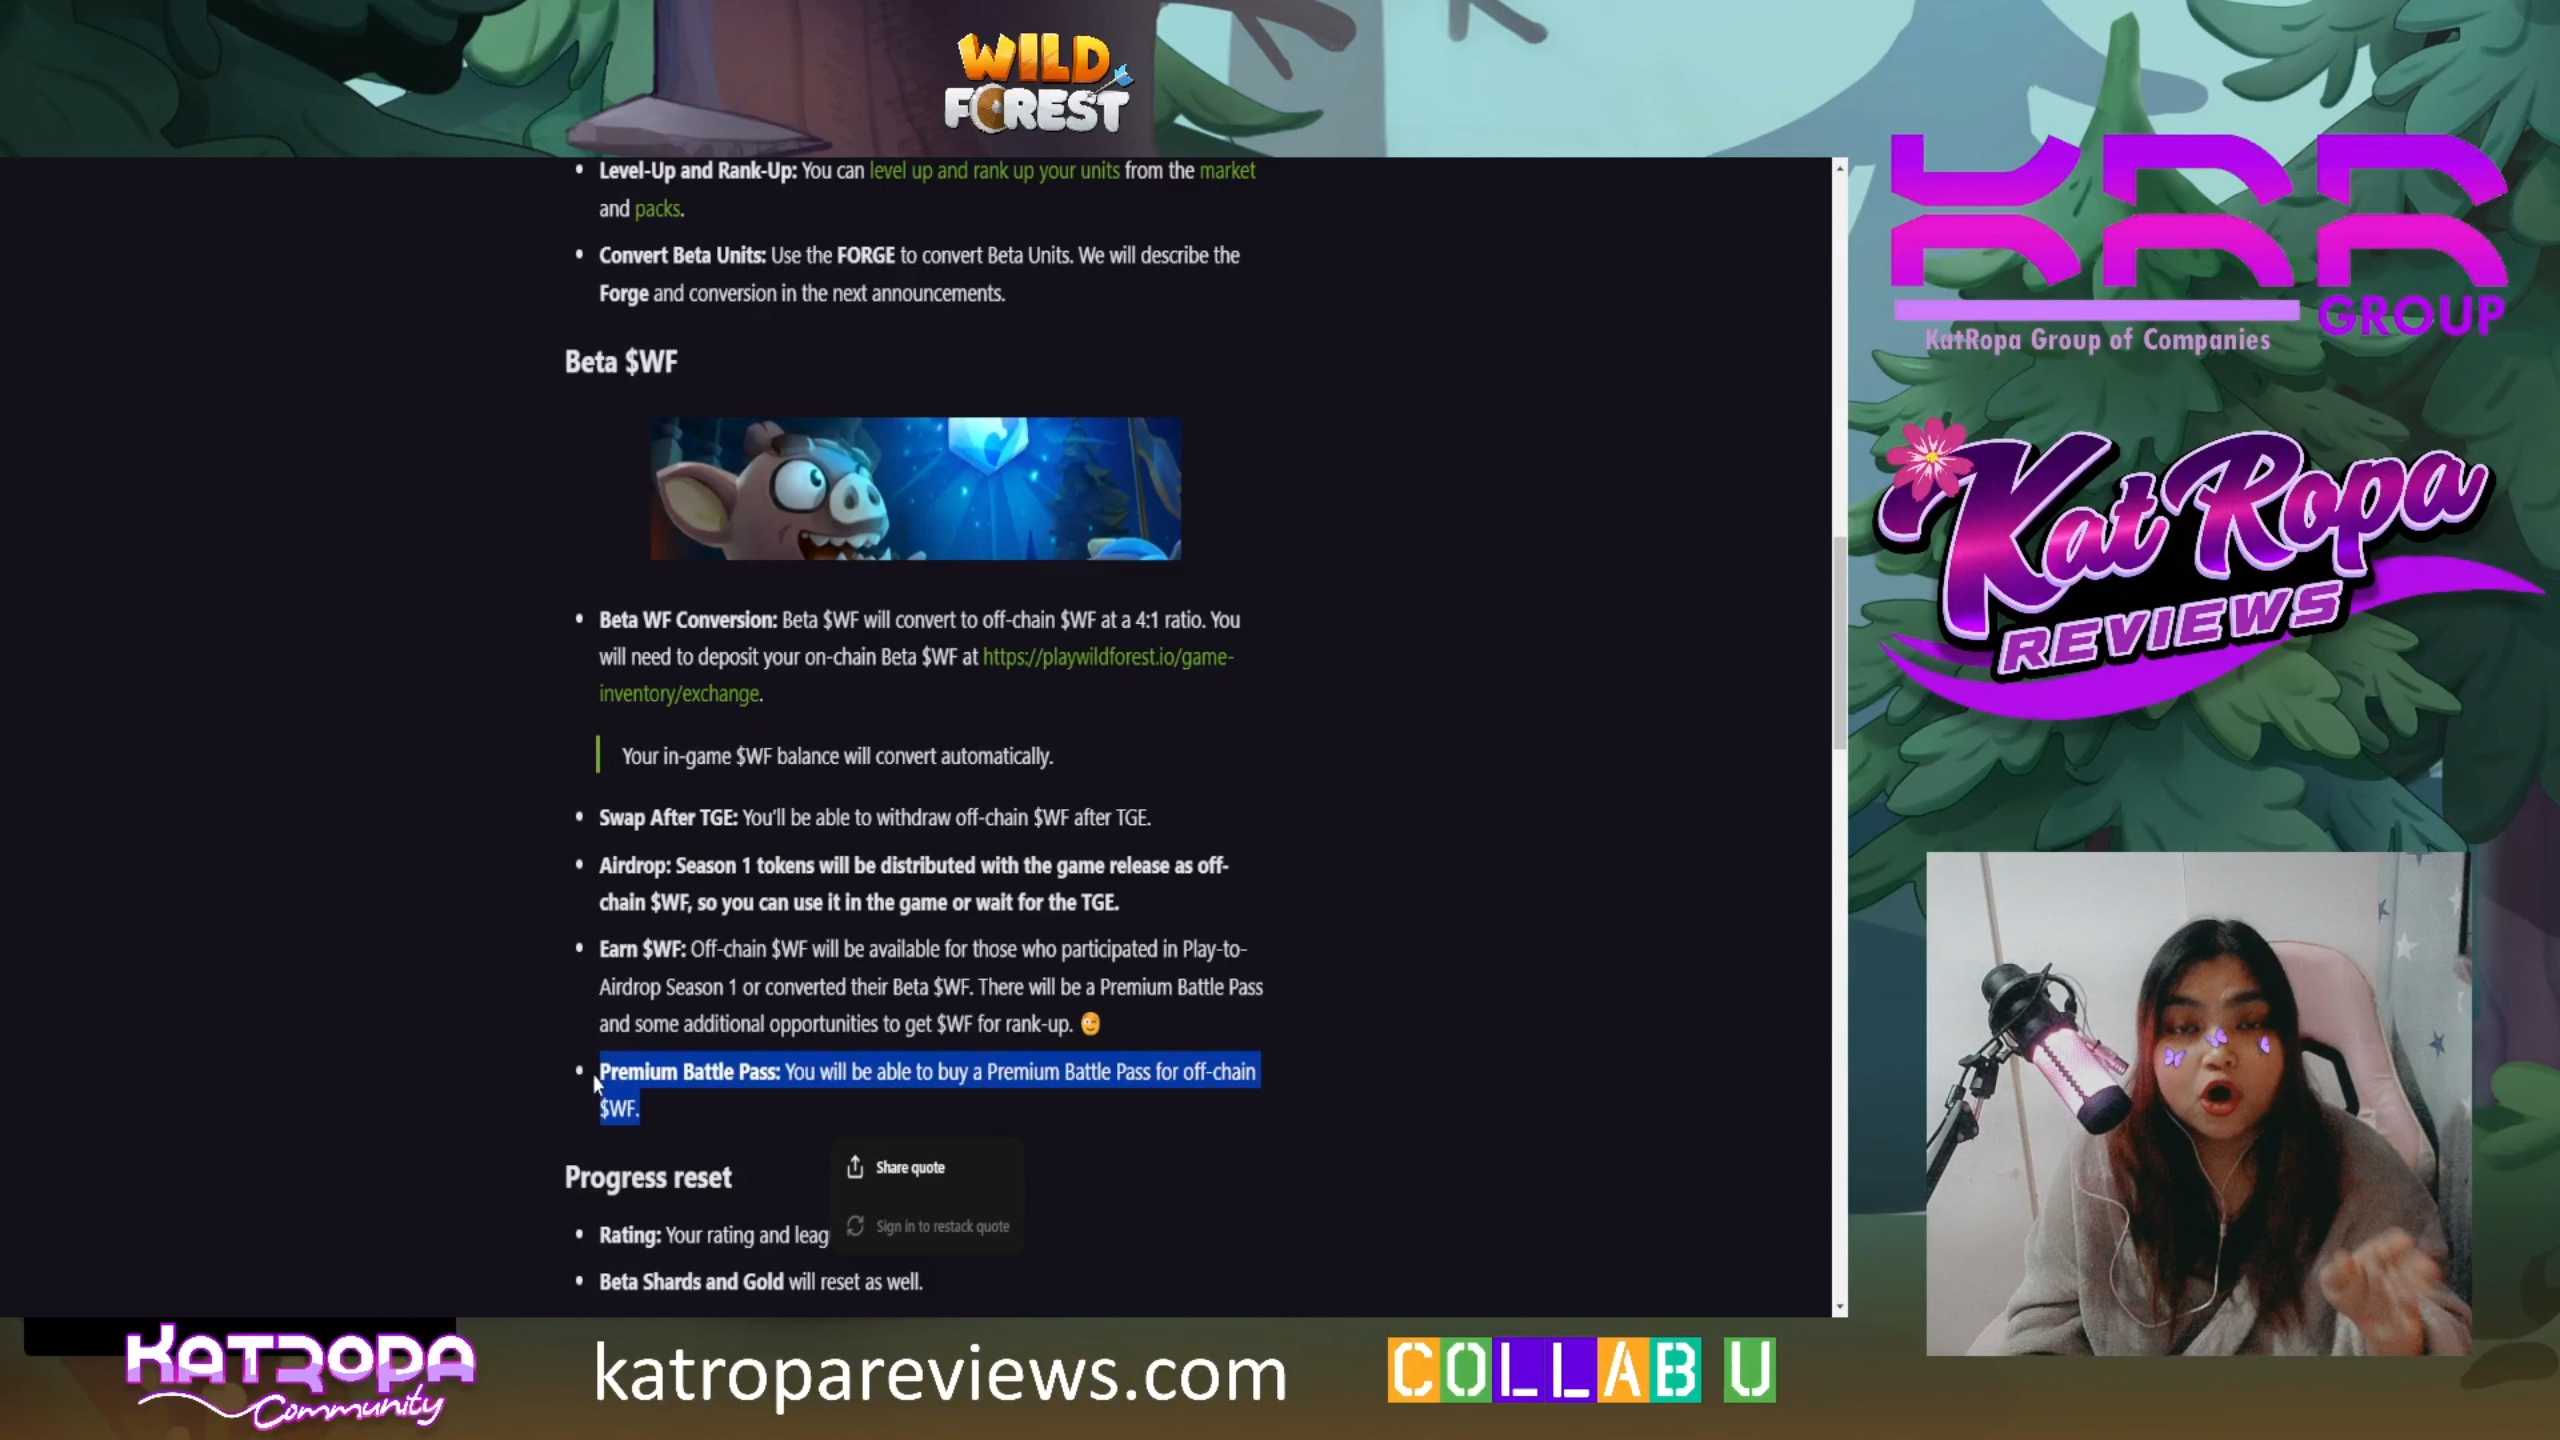 WILD
FOREST
• Level-Up and Rank-Up: You can level up and rank up your units from the market
and packs.
• Convert Beta Units: Use the FORGE to convert Beta Units. We will describe the
Forge and conversion in the next announcements.
Beta $WF
• Beta WF Conversion: Beta $WF will convert to off-chain $WF at a 4:1 ratio. You
will need to deposit your on-chain Beta $WF at https://playwildforest.io/game-
inventory/exchange.
Your in-game $WF balance will convert automatically.
• Swap After TGE: You'll be able to withdraw off-chain $WF after TGE.
• Airdrop: Season 1 tokens will be distributed with the game release as off-
chain $WF, so you can use it in the game or wait for the TGE.
• Earn $WF: Off-chain $WF will be available for those who participated in Play-to-
Airdrop Season 1 or converted their Beta $WF. There will be a Premium Battle Pass
and some additional opportunities to get $WF for rank-up. 😉
• Premium Battle Pass: You will be able to buy a Premium Battle Pass for off-chain
$WF.
Share quote
Sign in to restack quote
Progress reset
• Rating: Your rating and leag
• Beta Shards and Gold will reset as well.
KRR
GROUP
KatRopa Group of Companies
KatRopa
REVIEWS
KATROPA
Community
katropareviews.com
COLLAB U